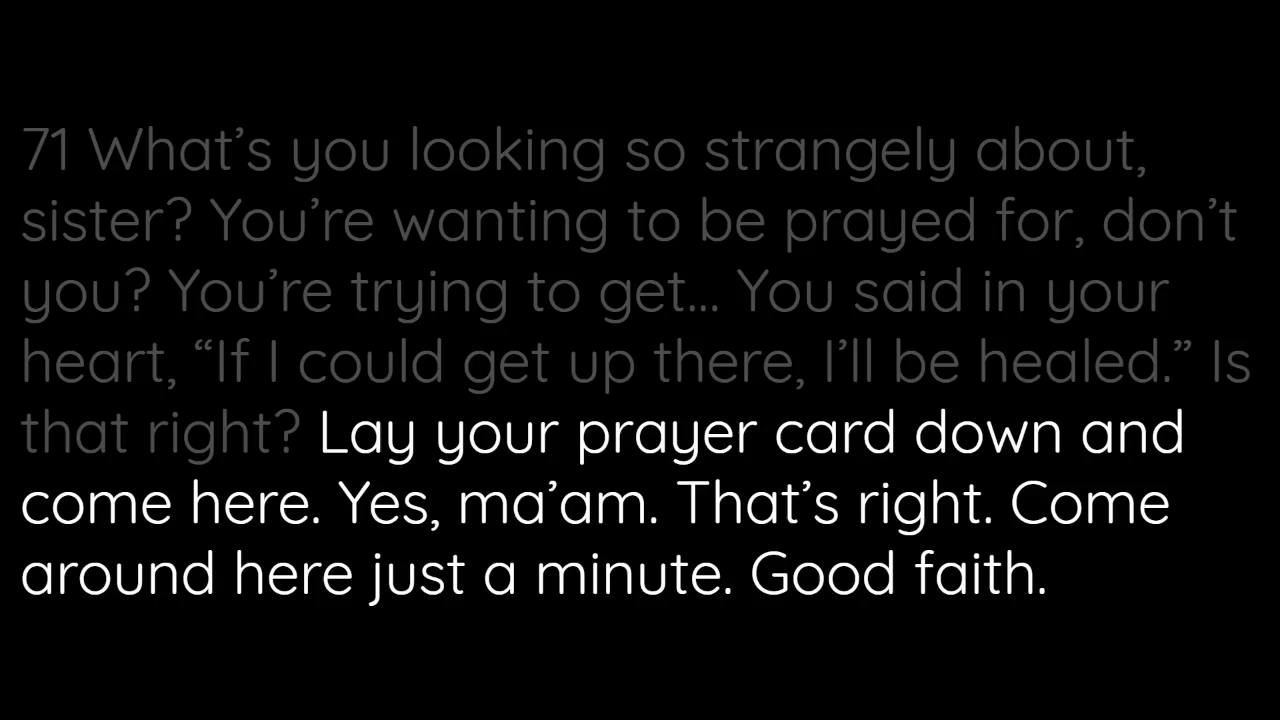 71 What’s you looking so strangely about,
sister? You’re wanting to be prayed for, don’t
you? You’re trying to get... You said in your
heart, “If I could get up there, I’ll be healed.” Is
that right? Lay your prayer card down and
come here. Yes, ma’am. That’s right. Come
around here just a minute. Good faith.